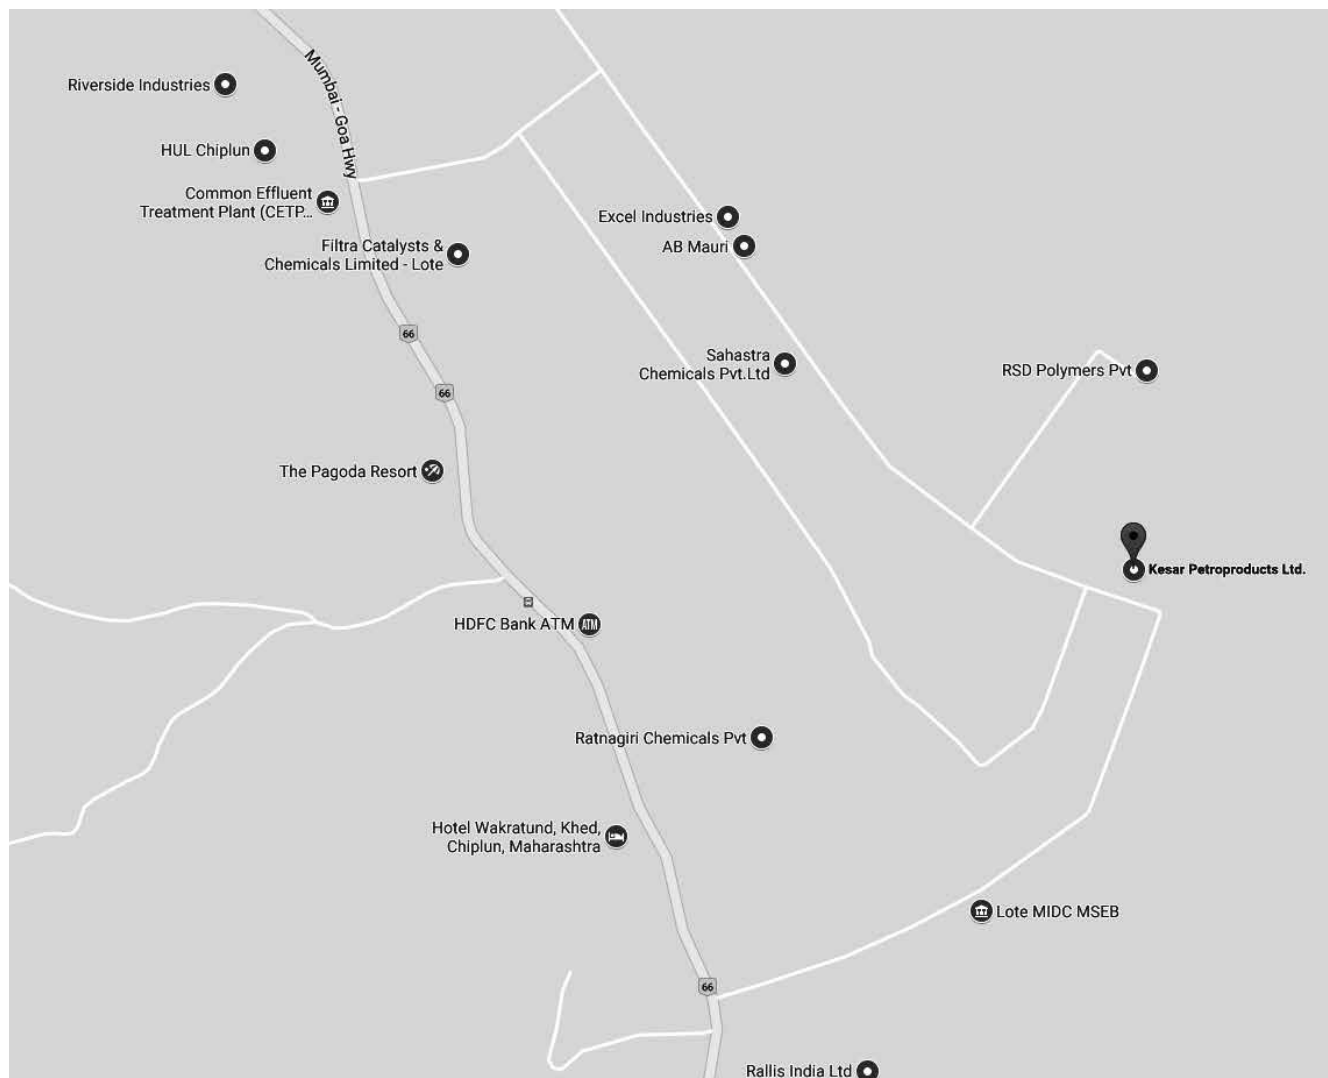 Mumbai - Goa Hwy
Riverside Industries
HUL Chiplun
Common Effluent
Treatment Plant (CETP...
Excel Industries
AB Mauri
Filtra Catalysts &
Chemicals Limited - Lote
66
Sahastra
Chemicals Pvt.Ltd
RSD Polymers Pvt
66
The Pagoda Resort
Kesar Petroproducts Ltd.
HDFC Bank ATM
ATM
Ratnagiri Chemicals Pvt
Hotel Wakratund, Khed,
Chiplun, Maharashtra
Lote MIDC MSEB
66
Rallis India Ltd